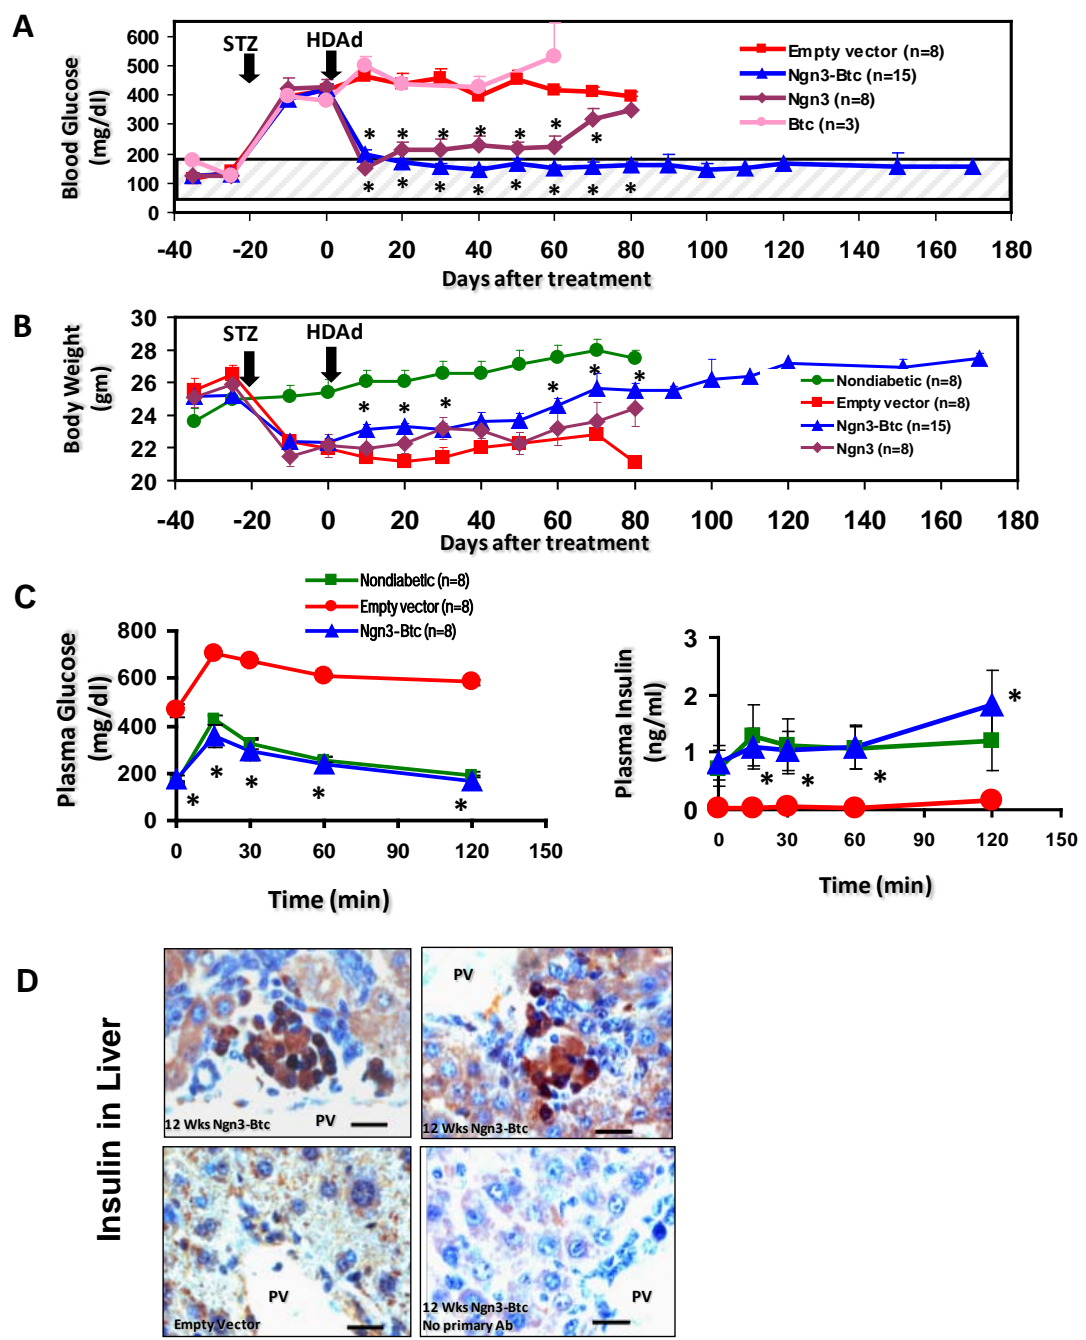 A
STZ
HDAd
Blood Glucose
(mg/dl)
600
500
400
300
200
100
0
Empty vector (n=8)
Ngn3-Btc (n=15)
Ngn3 (n=8)
Btc (n=3)
* * * * * * *
* * * * * * * *
-40 -20 0 20 40 60 80 100 120 140 160 180
Days after treatment
B
STZ
HDAd
Body Weight
(gm)
30
28
26
24
22
20
Nondiabetic (n=8)
Empty vector (n=8)
Ngn3-Btc (n=15)
Ngn3 (n=8)
* * * * * *
-40 -20 0 20 40 60 80 100 120 140 160 180
Days after treatment
C
Nondiabetic (n=8)
Empty vector (n=8)
Ngn3-Btc (n=8)
Plasma Glucose
(mg/dl)
800
600
400
200
0
* * * * *
0 30 60 90 120 150
Time (min)
Plasma Insulin
(ng/ml)
3
2
1
0
* * * *
0 30 60 90 120 150
Time (min)
D
Insulin in Liver
PV
12 Wks Ngn3-Btc
PV
12 Wks Ngn3-Btc
PV
Empty Vector
PV
12 Wks Ngn3-Btc
No primary Ab